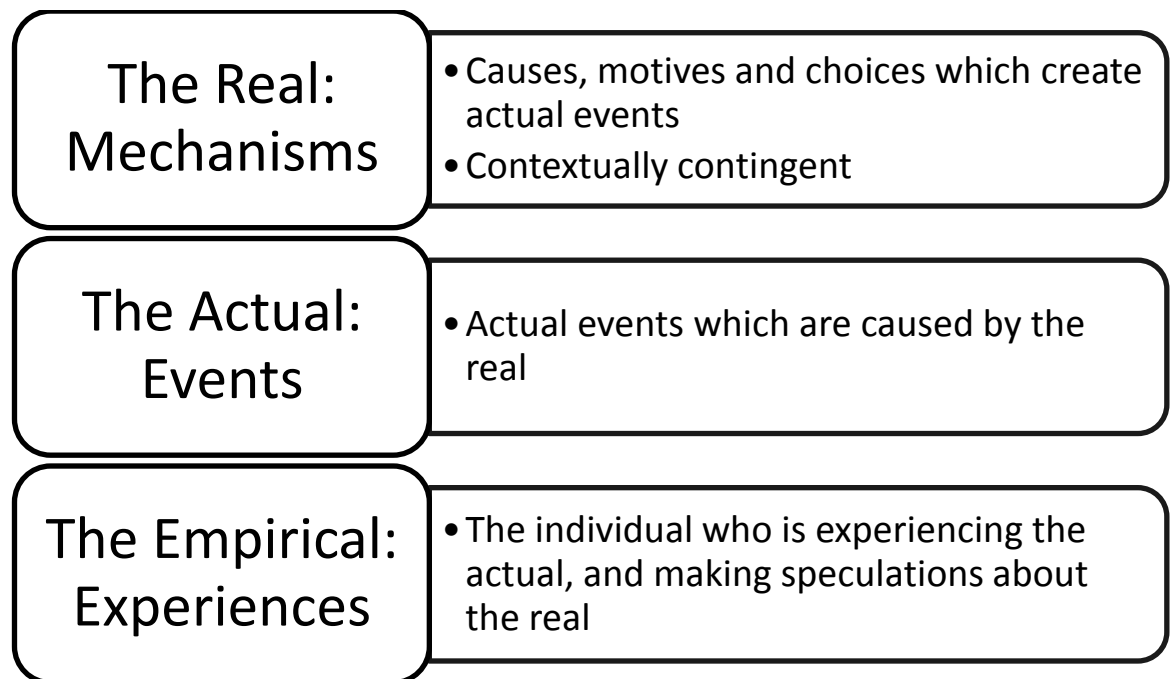 The Real:
Mechanisms
• Causes, motives and choices which create
actual events
• Contextually contingent
The Actual:
Events
• Actual events which are caused by the
real
The Empirical:
Experiences
• The individual who is experiencing the
actual, and making speculations about
the real